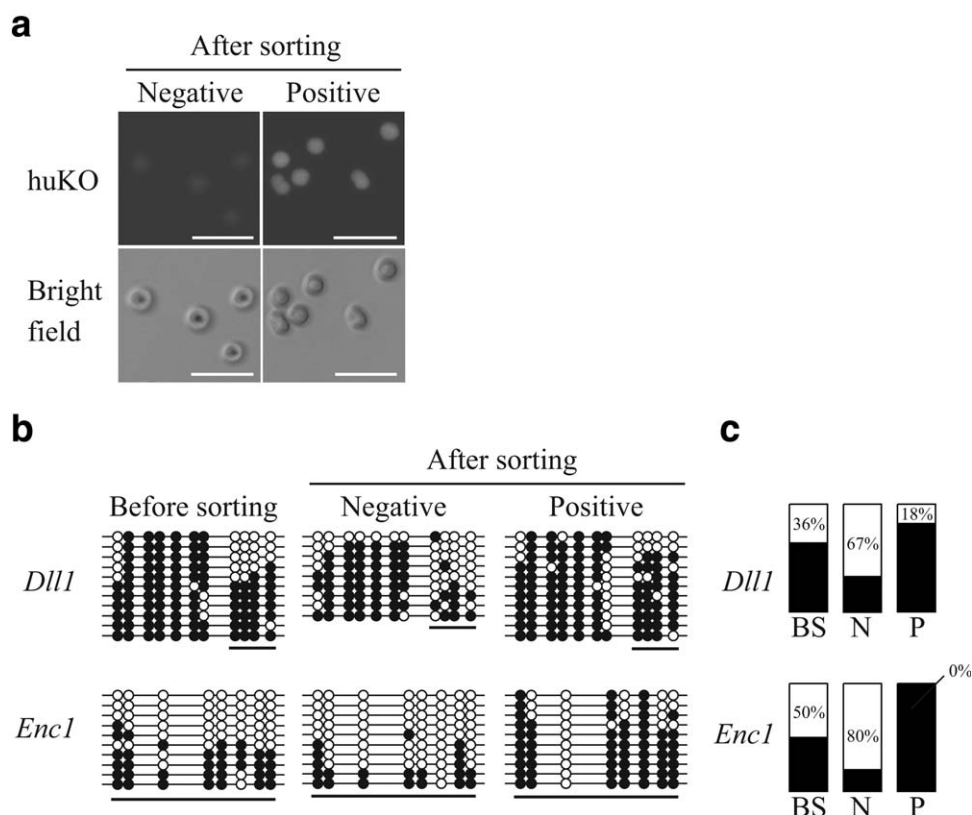 a
After sorting
Negative Positive
huKO
Bright
field
b
After sorting
Before sorting Negative Positive
Dll1
Enc1
c
36% 67% 18%
BS N P
0%
50% 80%
Enc1
BS N P
Dll1